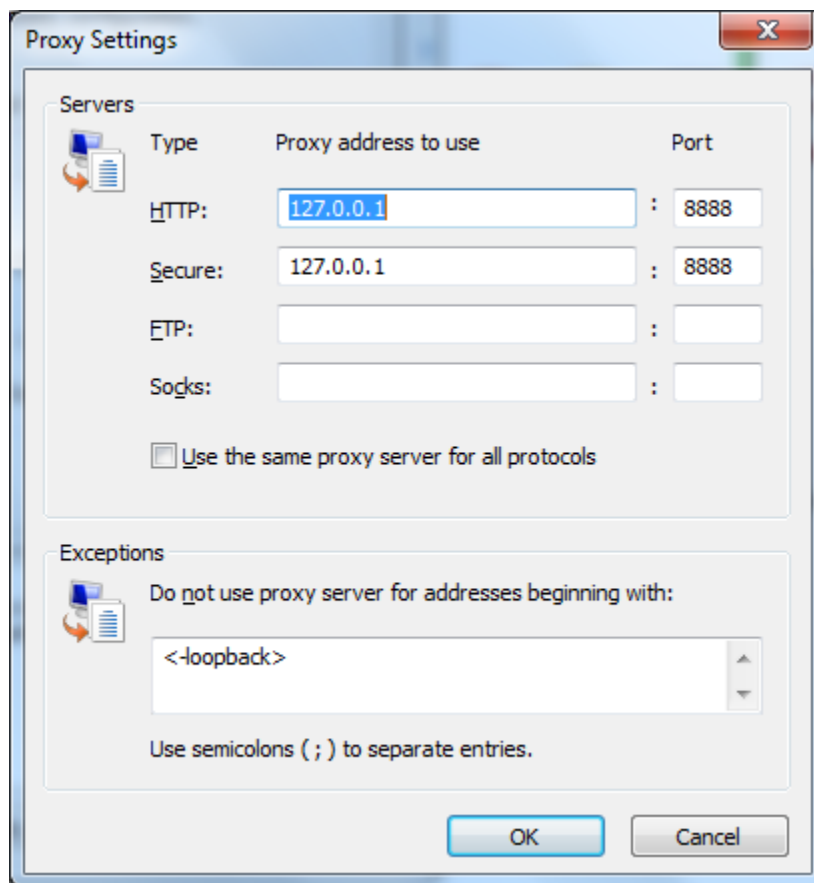 Proxy Settings
Servers
Type Proxy address to use Port
HTTP: 127.0.0.1 : 8888
Secure: 127.0.0.1 : 8888
FTP: :
Socks: :
Use the same proxy server for all protocols
Exceptions
Do not use proxy server for addresses beginning with:
<-loopback>
Use semicolons ( ; ) to separate entries.
OK Cancel